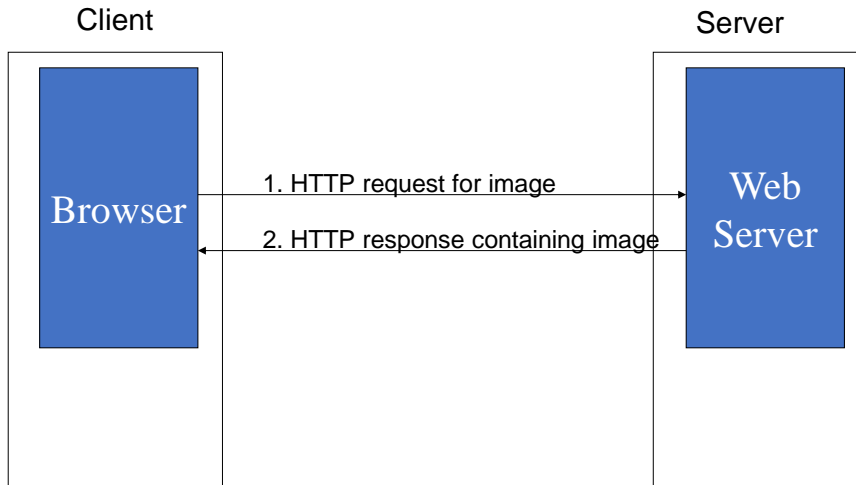 Client
Server
Browser
1. HTTP request for image
2. HTTP response containing image
Web
Server